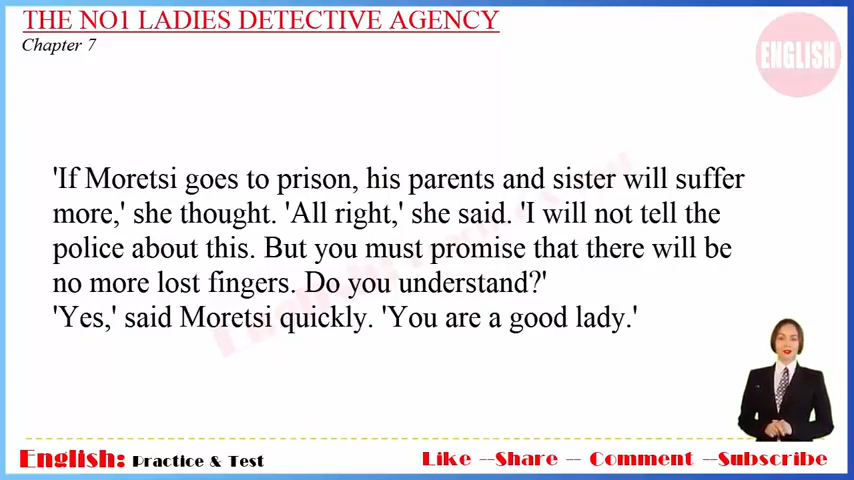 THE NO1 LADIES DETECTIVE AGENCY
Chapter 7
ENGLISH
'If Moretsi goes to prison, his parents and sister will suffer
more,' she thought. 'All right,' she said. 'I will not tell the
police about this. But you must promise that there will be
no more lost fingers. Do you understand?'
'Yes,' said Moretsi quickly. 'You are a good lady.'
English: Practice & Test
Like --Share -- Comment --Subscribe